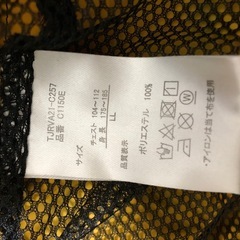 TJRVA21-C257
品番 C1150E
サイズ
チェスト 104~112
身長 175~185
LL
品質表示
ポリエステル 100%
・アイロンは当て布を使用